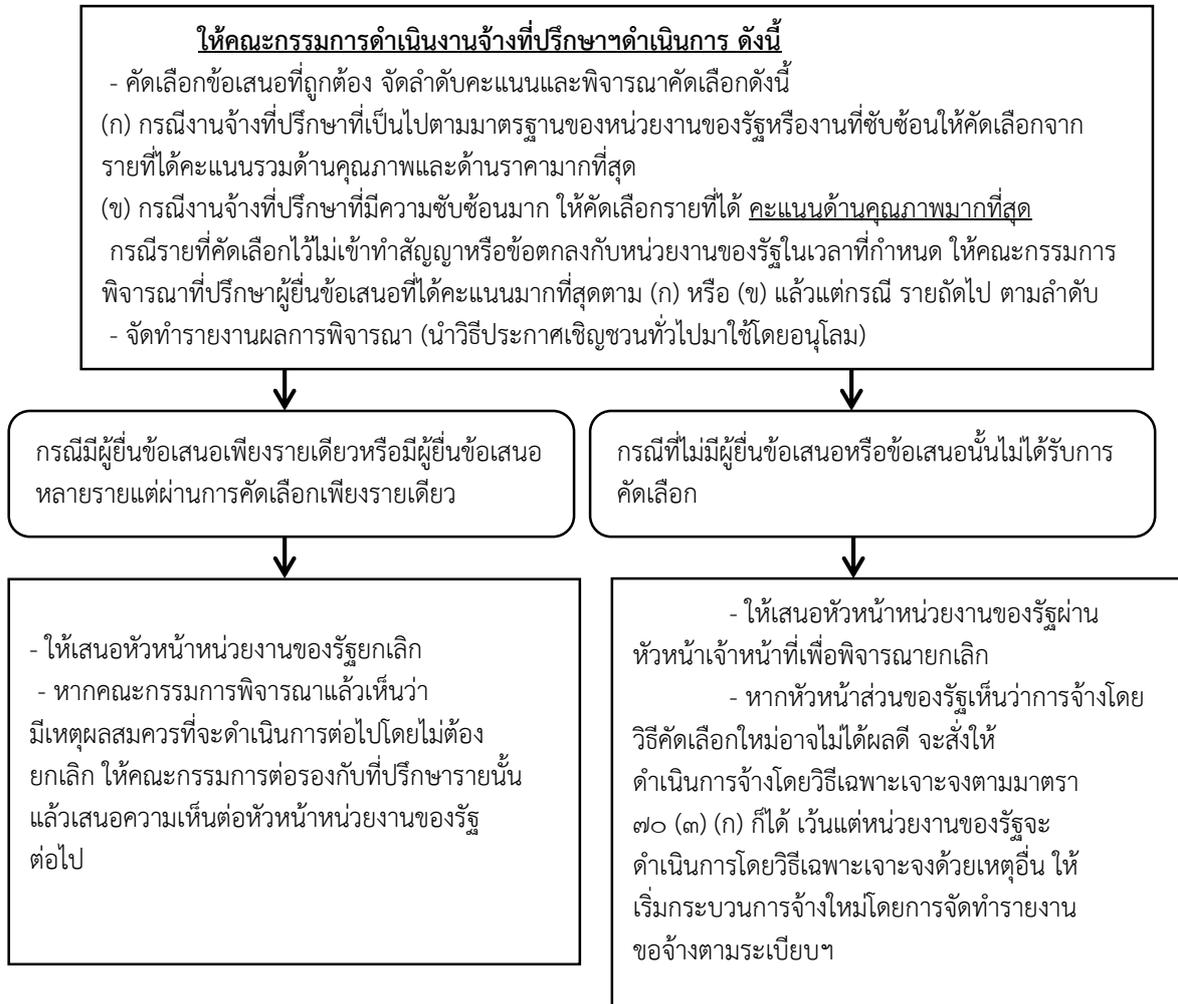 ให้คณะกรรมการดำเนินงานจ้างที่ปรึกษาฯดำเนินการ ดังนี้
- คัดเลือกข้อเสนอที่ถูกต้อง จัดลำดับคะแนนและพิจารณาคัดเลือกดังนี้
(ก) กรณีงานจ้างที่ปรึกษาที่เป็นไปตามมาตรฐานของหน่วยงานของรัฐหรืองานที่ซับซ้อนให้คัดเลือกจาก
รายที่ได้คะแนนรวมด้านคุณภาพและด้านราคามากที่สุด
(ข) กรณีงานจ้างที่ปรึกษาที่มีความซับซ้อนมาก ให้คัดเลือกรายที่ได้ คะแนนด้านคุณภาพมากที่สุด
กรณีรายที่คัดเลือกไว้ไม่เข้าทำสัญญาหรือข้อตกลงกับหน่วยงานของรัฐในเวลาที่กำหนด ให้คณะกรรมการ
พิจารณาที่ปรึกษาผู้ยื่นข้อเสนอที่ได้คะแนนมากที่สุดตาม (ก) หรือ (ข) แล้วแต่กรณี รายถัดไป ตามลำดับ
- จัดทำรายงานผลการพิจารณา (นำวิธีประกาศเชิญชวนทั่วไปมาใช้โดยอนุโลม)
กรณีมีผู้ยื่นข้อเสนอเพียงรายเดียวหรือมีผู้ยื่นข้อเสนอ
หลายรายแต่ผ่านการคัดเลือกเพียงรายเดียว
กรณีที่ไม่มีผู้ยื่นข้อเสนอหรือข้อเสนอนั้นไม่ได้รับการ
คัดเลือก
- ให้เสนอหัวหน้าหน่วยงานของรัฐยกเลิก
- หากคณะกรรมการพิจารณาแล้วเห็นว่า
มีเหตุผลสมควรที่จะดำเนินการต่อไปโดยไม่ต้อง
ยกเลิก ให้คณะกรรมการต่อรองกับที่ปรึกษารายนั้น
แล้วเสนอความเห็นต่อหัวหน้าหน่วยงานของรัฐ
ต่อไป
- ให้เสนอหัวหน้าหน่วยงานของรัฐผ่าน
หัวหน้าเจ้าหน้าที่เพื่อพิจารณายกเลิก
- หากหัวหน้าส่วนของรัฐเห็นว่าการจ้างโดย
วิธีคัดเลือกใหม่อาจไม่ได้ผลดี จะสั่งให้
ดำเนินการจ้างโดยวิธีเฉพาะเจาะจงตามมาตรา
๗๐ (๓) (ก) ก็ได้ เว้นแต่หน่วยงานของรัฐจะ
ดำเนินการโดยวิธีเฉพาะเจาะจงด้วยเหตุอื่น ให้
เริ่มกระบวนการจ้างใหม่โดยการจัดทำรายงาน
ขอจ้างตามระเบียบฯ